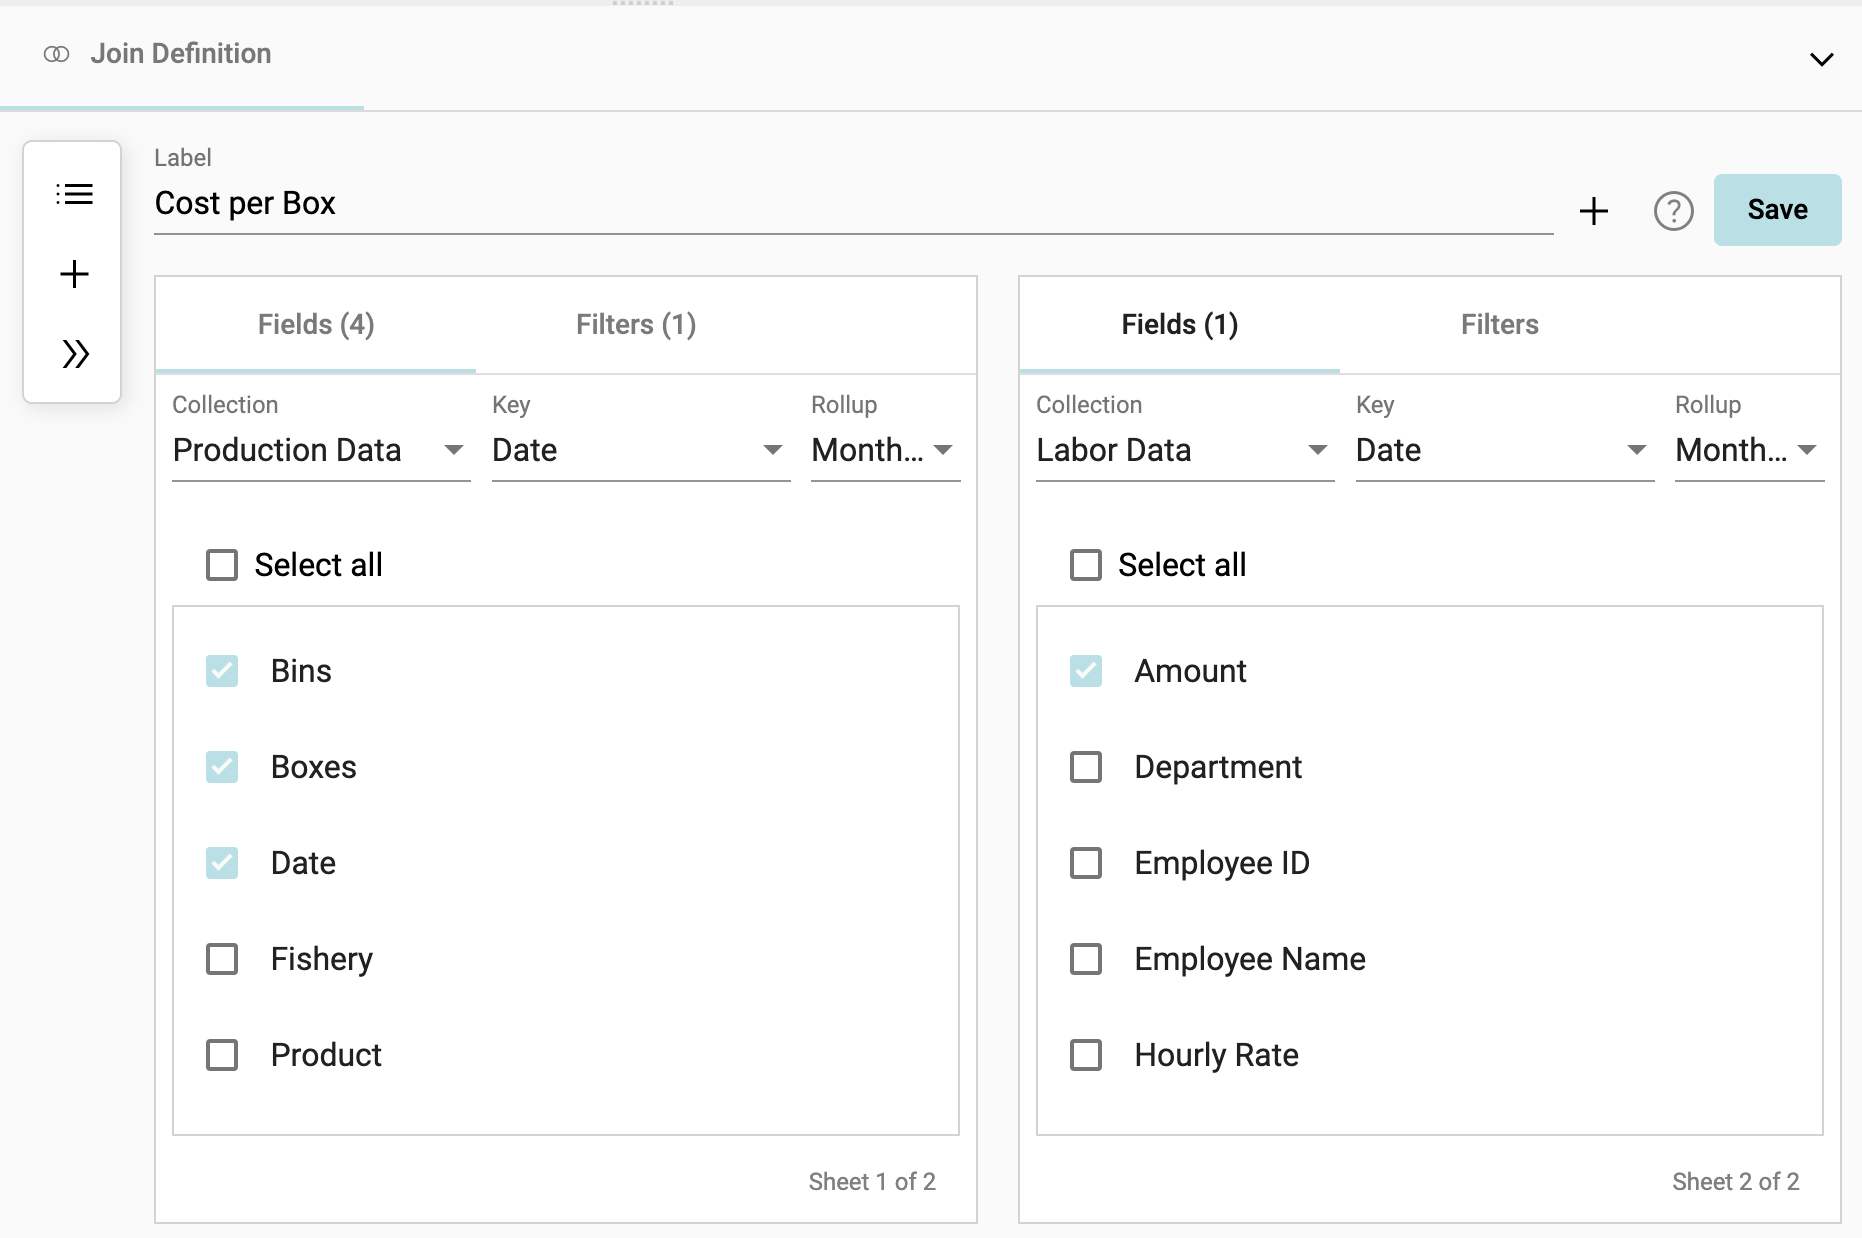 Join Definition
Label
Cost per Box
Save
Fields (4)
Filters (1)
Collection
Key
Rollup
Production Data
Date
Month...
Select all
Bins
Boxes
Date
Fishery
Product
Sheet 1 of 2
Fields (1)
Filters
Collection
Key
Rollup
Labor Data
Date
Month...
Select all
Amount
Department
Employee ID
Employee Name
Hourly Rate
Sheet 2 of 2